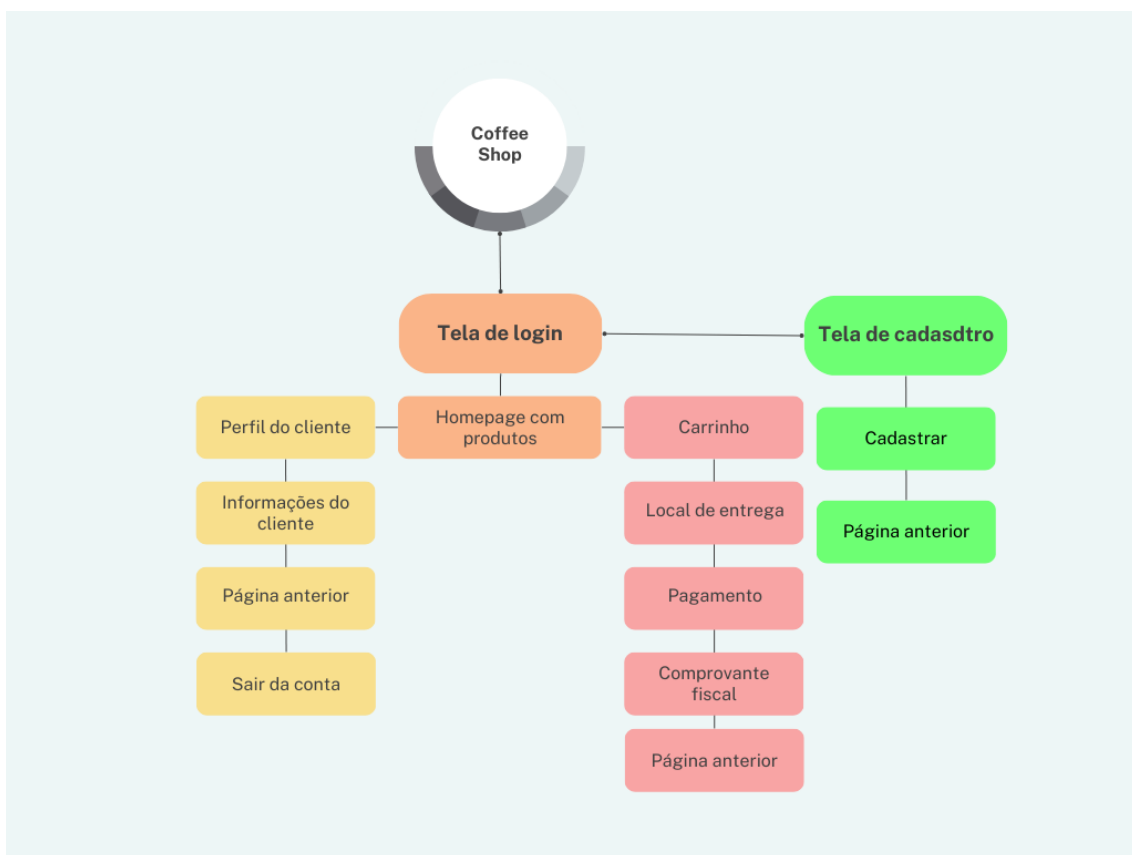 Coffee
Shop
Tela de login
Tela de cadasdtro
Perfil do cliente
Homepage com
produtos
Carrinho
Cadastrar
Informações do
cliente
Local de entrega
Página anterior
Página anterior
Pagamento
Sair da conta
Comprovante
fiscal
Página anterior